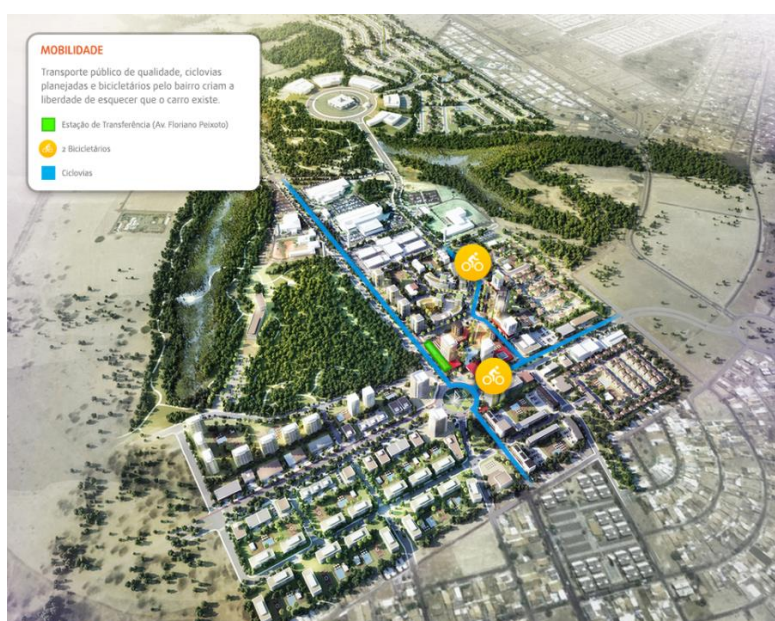 MOBILIDADE
Transporte público de qualidade, ciclovias
planejadas e bicicletários pelo bairro criam a
liberdade de esquecer que o carro existe.
Estação de Transferência (Av. Floriano Peixoto)
2 Bicicletários
Ciclovias